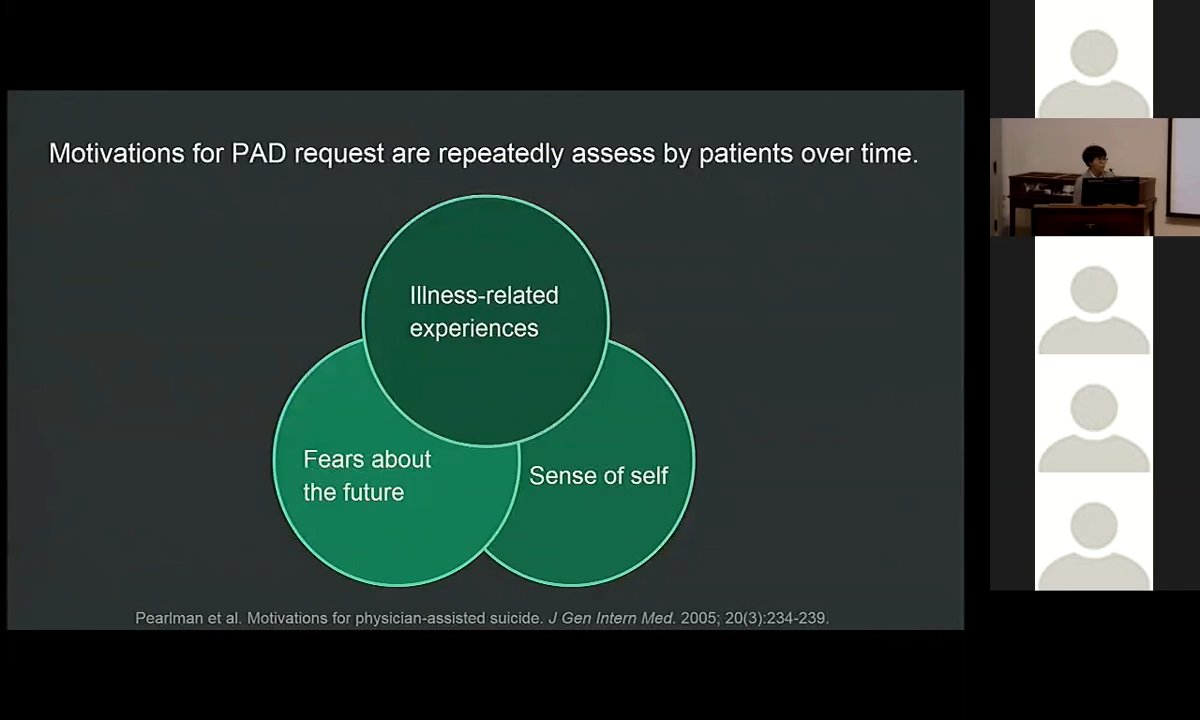 Motivations for PAD request are repeatedly assess by patients over time.
Illness-related
experiences
Fears about
the future
Sense of self
Pearlman et al. Motivations for physician-assisted suicide. J Gen Intern Med. 2005; 20(3):234-239.